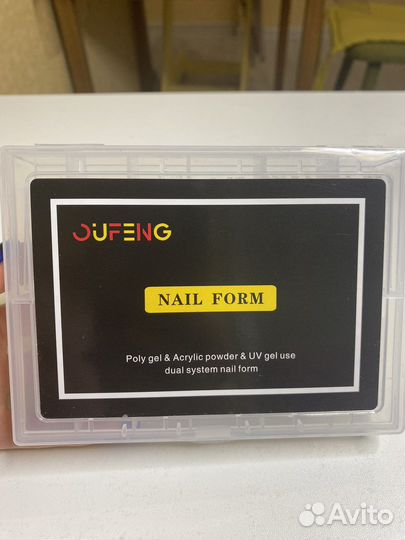 OUFENG
NAIL FORM
Poly gel & Acrylic powder & UV gel use
dual system nail form
Avito